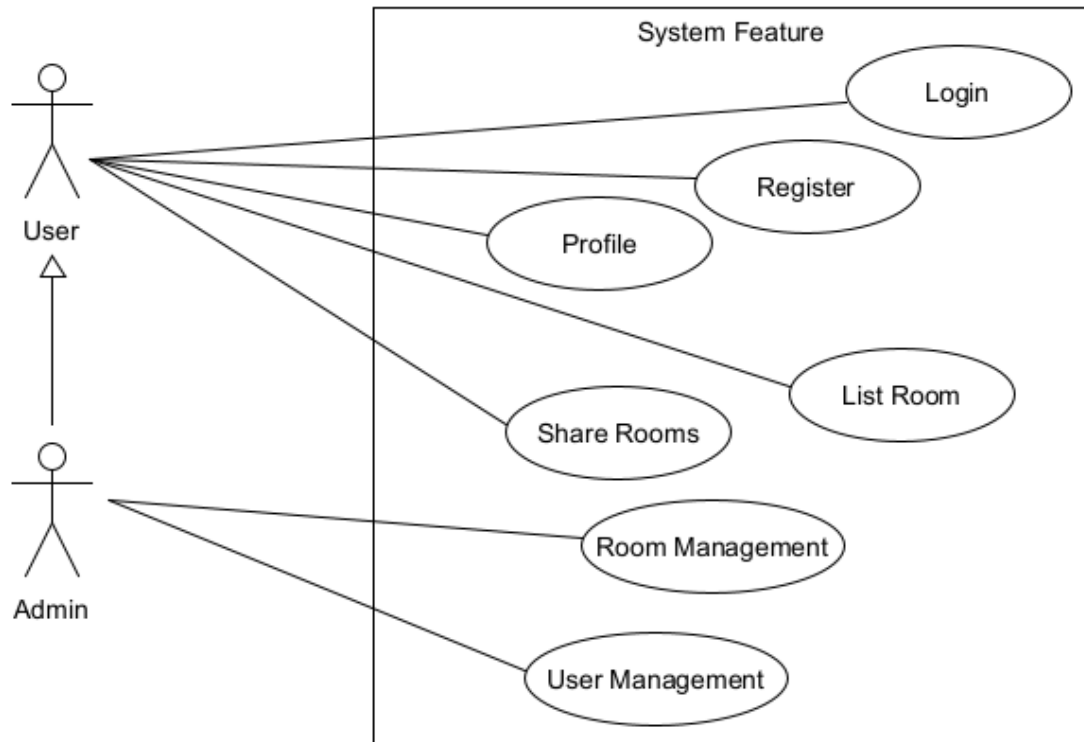 System Feature
Login
Register
User
Profile
List Room
Share Rooms
Room Management
Admin
User Management